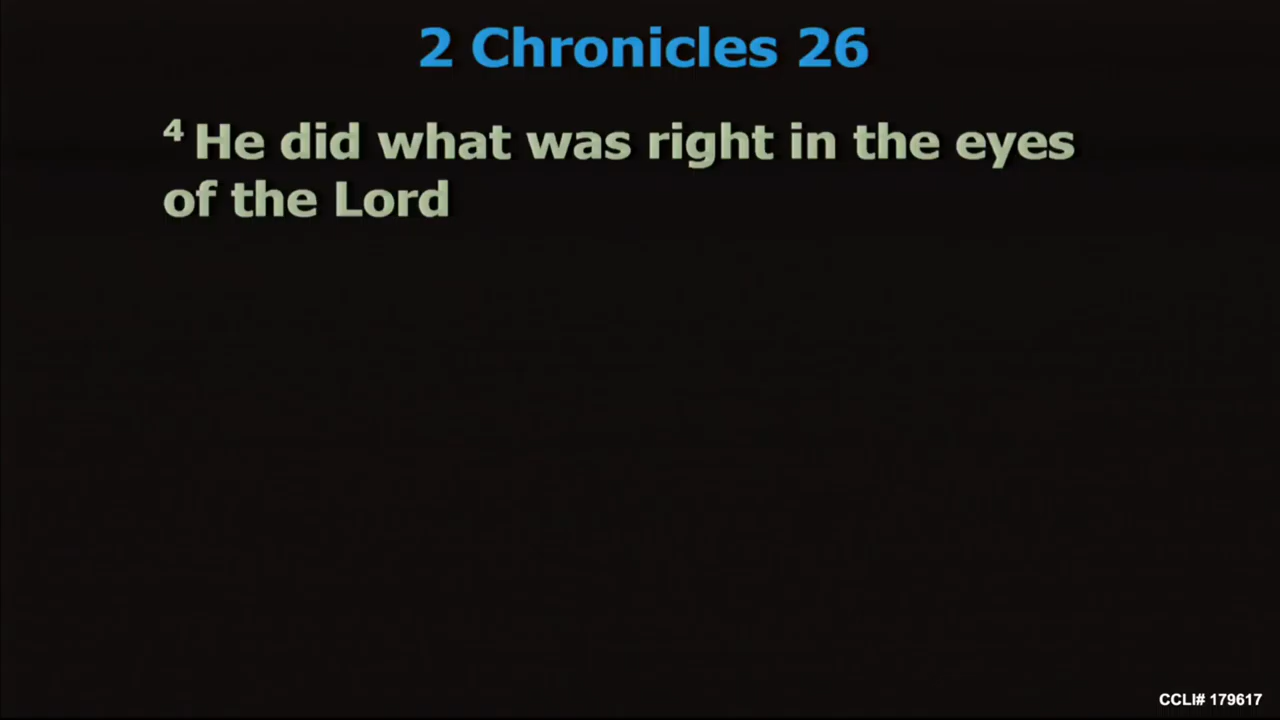 2 Chronicles 26
4 He did what was right in the eyes
of the Lord
CCLI# 179617